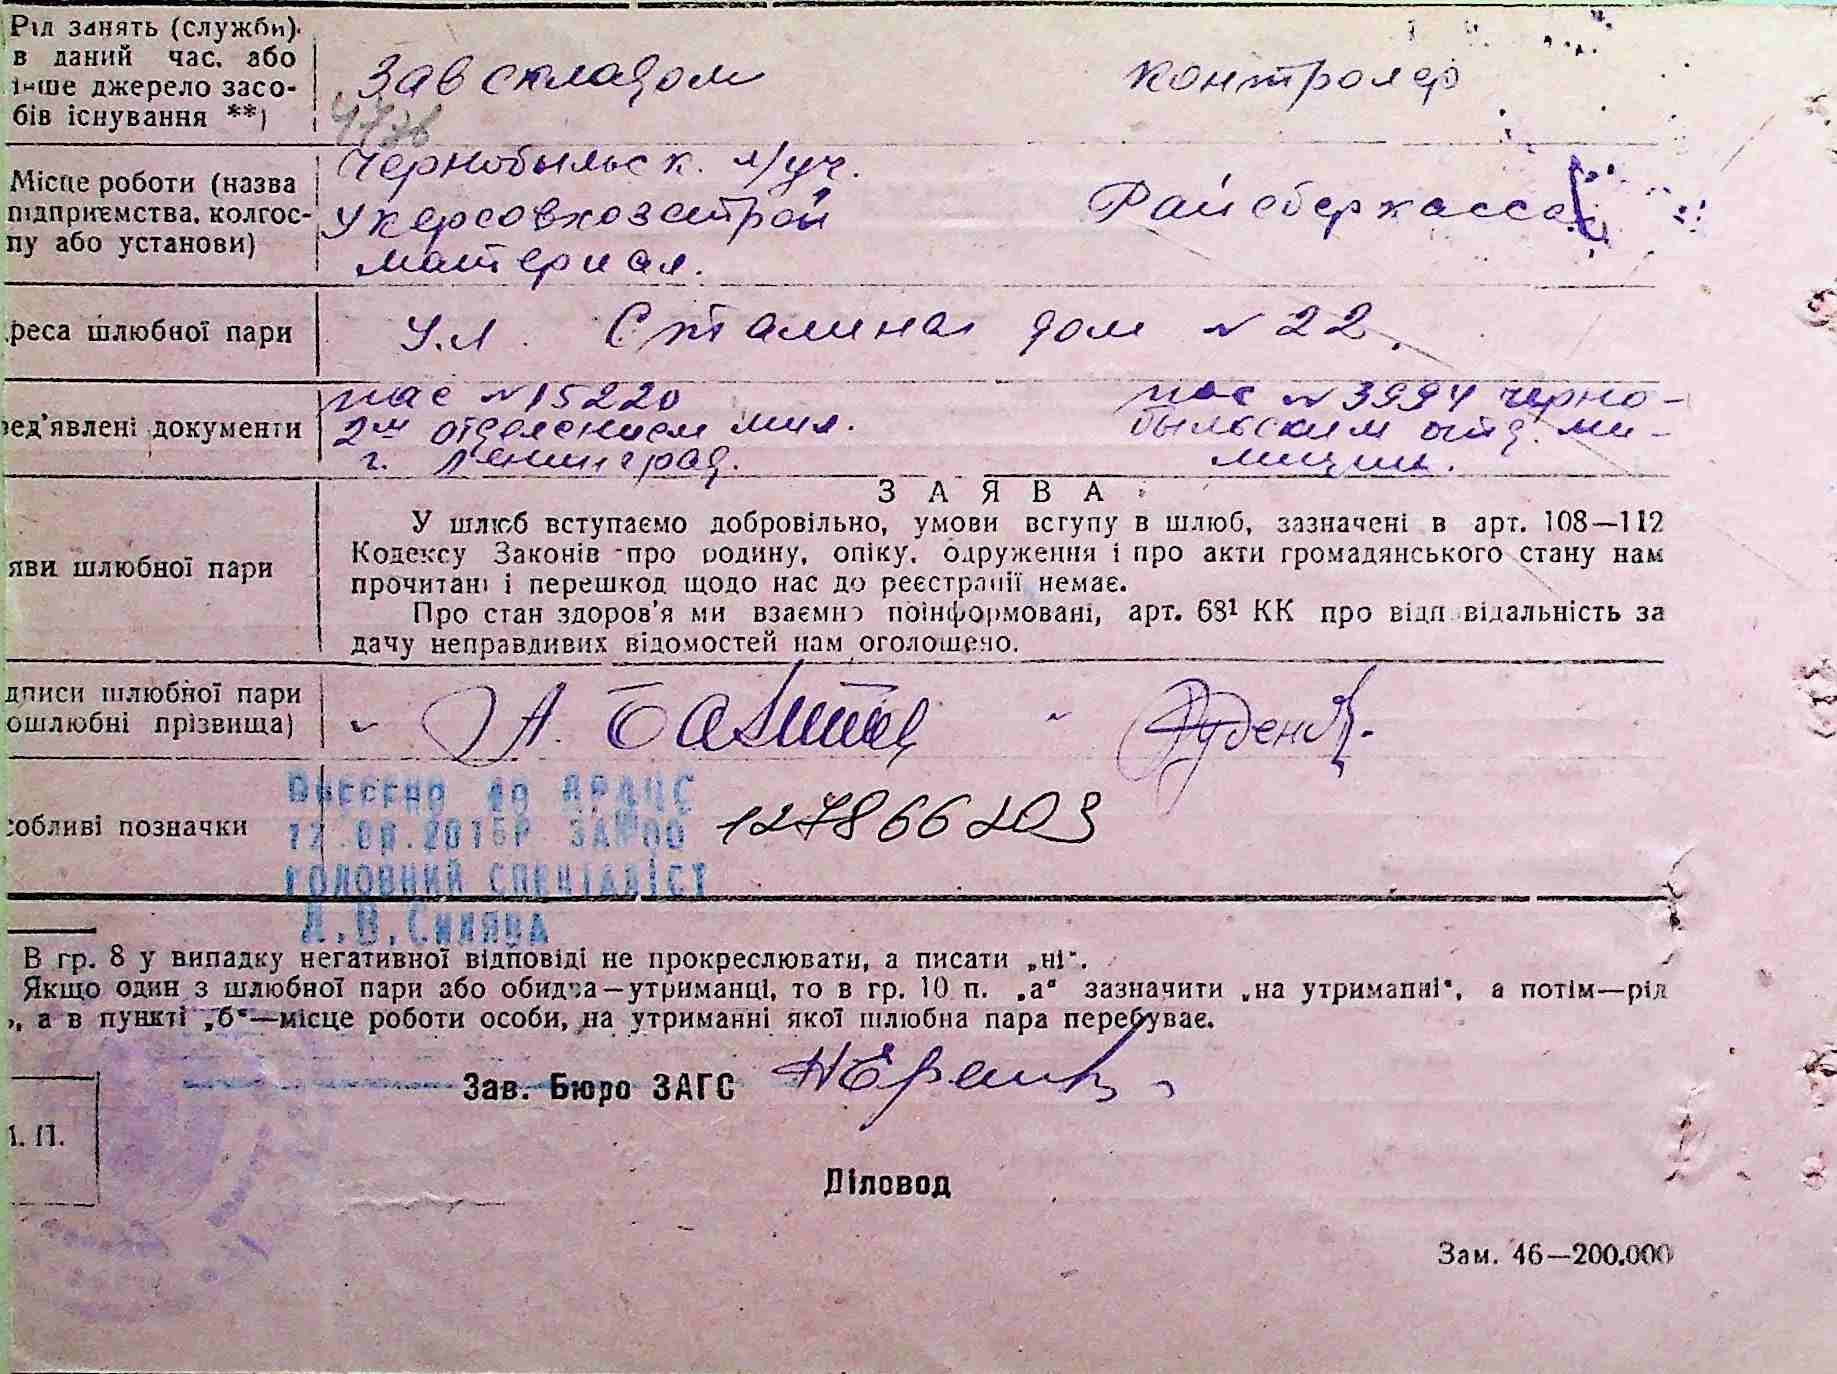 Рід занять (служби)
в даний час, або
інше джерело засо-
бів існування **)
Зав складом
контролер
Місце роботи (назва
підприємства, колгос-
пу або установи)
Чернобыльск. л/уч.
материал.
Райсберкасса
реса шлюбної пари
Ул. Сталина дом № 22.
ред'явлені документи
пас № 15220
2м отделением мил.
г. Ленинград.
пас № 3994 черно-
быльским отд. ми-
лиции.
ЗАЯВА
яви шлюбної пари
У шлюб вступаємо добровільно, умови вступу в шлюб, зазначені в арт. 108—112
Кодексу Законів про родину, опіку, одруження і про акти громадянського стану нам
прочитані і перешкод щодо нас до реєстрації немає.
Про стан здоров'я ми взаємно поінформовані, арт. 68¹ КК про відповідальність за
дачу неправдивих відомостей нам оголошено.
дписи шлюбної пари
ошлюбні прізвища)
А.
Руденк
собливі позначки
Внесено до ДРАЦС
головний спеціаліст
127866203
В гр. 8 у випадку негативної відповіді не прокреслювати, а писати „ні“.
Якщо один з шлюбної пари або обидва—утриманці, то в гр. 10 п. „а“ зазначити „на утриманні“, а потім—рід
, а в пункті „б“—місце роботи особи, на утриманні якої шлюбна пара перебуває.
Зав. Бюро ЗАГС
М. П.
Діловод
Зам. 46—200.000